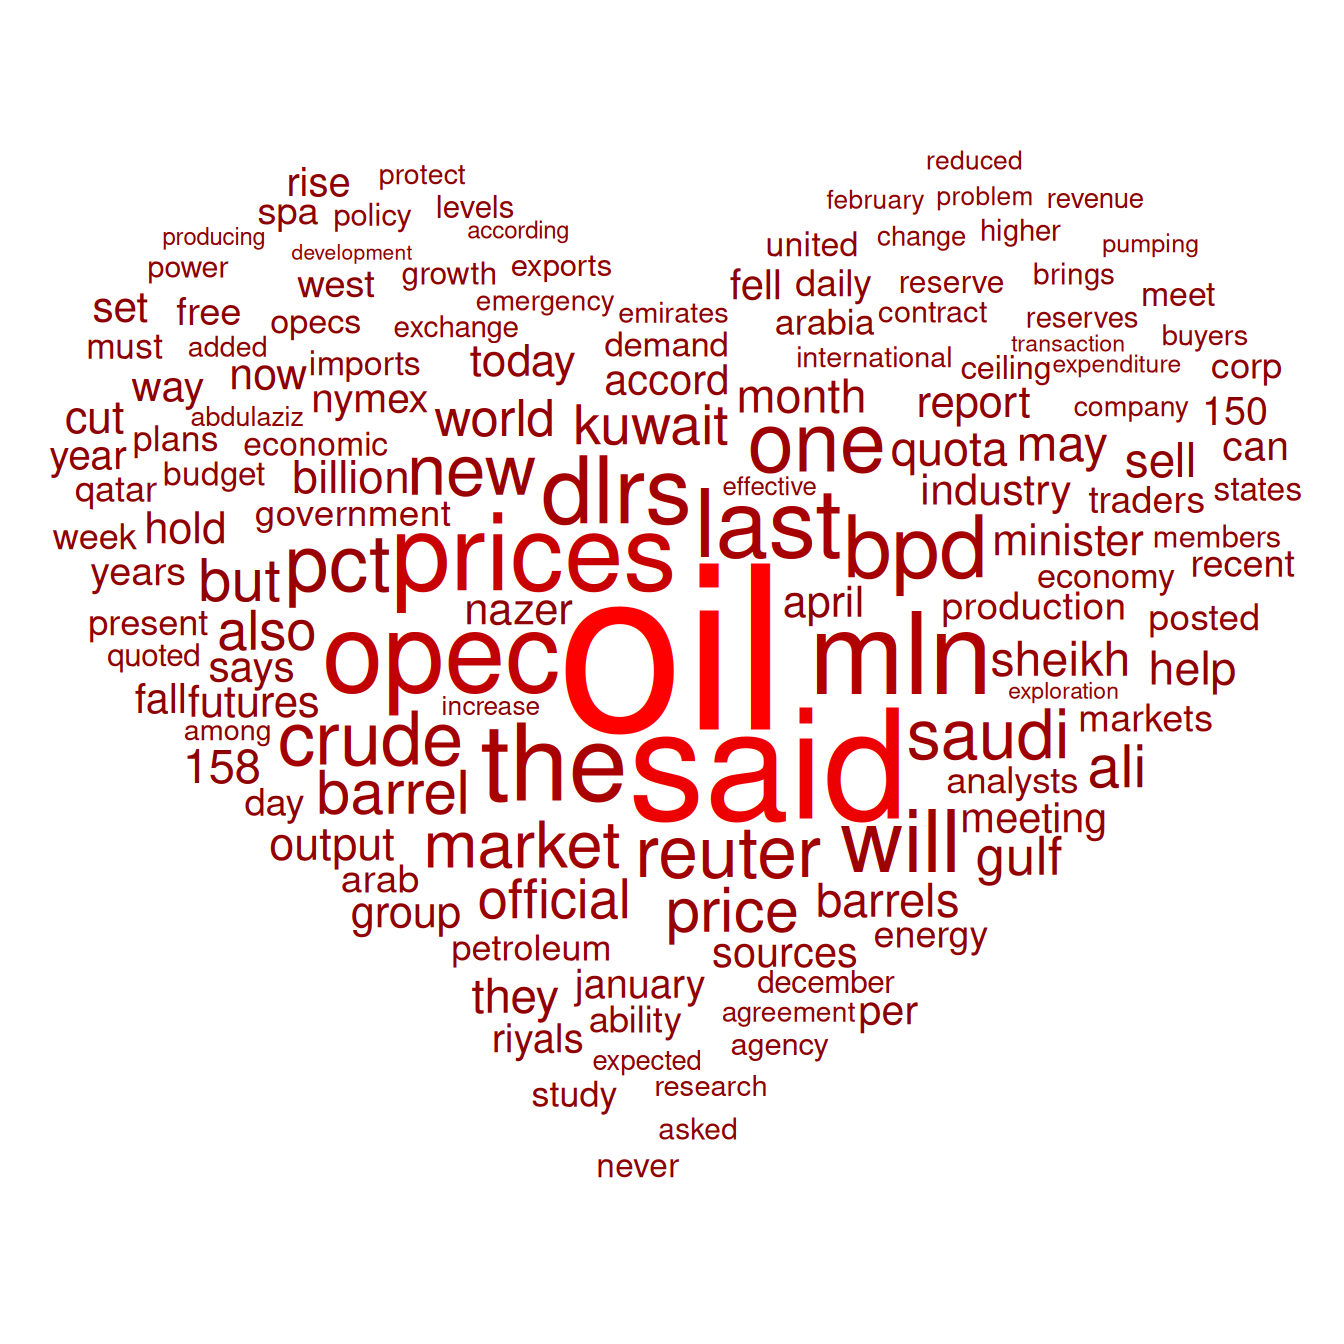 reduced
rise protect
february problem revenue
spa policy levels
producing according
united change higher
development pumping
power west growth exports
fell daily reserve brings
set free emergency meet
opecs exchange emirates arabia contract reserves
must added demand transaction buyers
imports today international ceiling expenditure corp
way now accord
nymex month report company 150
cut abdulaziz world kuwait
year plans economic one quota may sell can
qatar budget billion new dlrs effective industry traders states
week hold government last
pct prices bpd minister members
years but economy recent
nazer april production posted
present also
quoted says opec oil mln sheikh help
fall futures increase exploration
among crude the said saudi markets
158 barrel analysts ali
day
output market reuter will meeting
arab gulf
group official price barrels
petroleum sources energy
they january december
riyals ability agreement per
expected agency
study research
asked
never